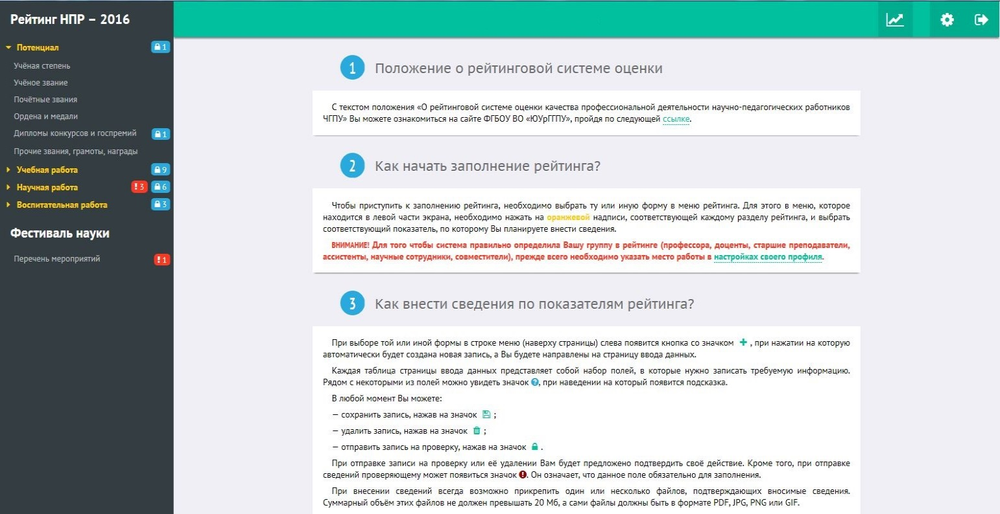 Рейтинг НПР – 2016
Потенциал 1
Учёная степень
Учёное звание
Почётные звания
Ордена и медали
Дипломы конкурсов и госпремий 1
Прочие звания, грамоты, награды
Учебная работа 9
Научная работа ! 3 6
Воспитательная работа 3
Фестиваль науки
Перечень мероприятий ! 1
1 Положение о рейтинговой системе оценки
С текстом положения «О рейтинговой системе оценки качества профессиональной деятельности научно-педагогических работников
ЧГПУ» Вы можете ознакомиться на сайте ФГБОУ ВО «ЮУрГГПУ», пройдя по следующей ссылке.
2 Как начать заполнение рейтинга?
Чтобы приступить к заполнению рейтинга, необходимо выбрать ту или иную форму в меню рейтинга. Для этого в меню, которое
находится в левой части экрана, необходимо нажать на оранжевой надписи, соответствующей каждому разделу рейтинга, и выбрать
соответствующий показатель, по которому Вы планируете внести сведения.
ВНИМАНИЕ! Для того чтобы система правильно определила Вашу группу в рейтинге (профессора, доценты, старшие преподаватели,
ассистенты, научные сотрудники, совместители), прежде всего необходимо указать место работы в настройках своего профиля.
3 Как внести сведения по показателям рейтинга?
При выборе той или иной формы в строке меню (наверху страницы) слева появится кнопка со значком + , при нажатии на которую
автоматически будет создана новая запись, а Вы будете направлены на страницу ввода данных.
Каждая таблица страницы ввода данных представляет собой набор полей, в которые нужно записать требуемую информацию.
Рядом с некоторыми из полей можно увидеть значок ?, при наведении на который появится подсказка.
В любой момент Вы можете:
— сохранить запись, нажав на значок ;
— удалить запись, нажав на значок ;
— отправить запись на проверку, нажав на значок .
При отправке записи на проверку или её удалении Вам будет предложено подтвердить своё действие. Кроме того, при отправке
сведений проверяющему может появиться значок !. Он означает, что данное поле обязательно для заполнения.
При внесении сведений всегда возможно прикрепить один или несколько файлов, подтверждающих вносимые сведения.
Суммарный объём этих файлов не должен превышать 20 Мб, а сами файлы должны быть в формате PDF, JPG, PNG или GIF.